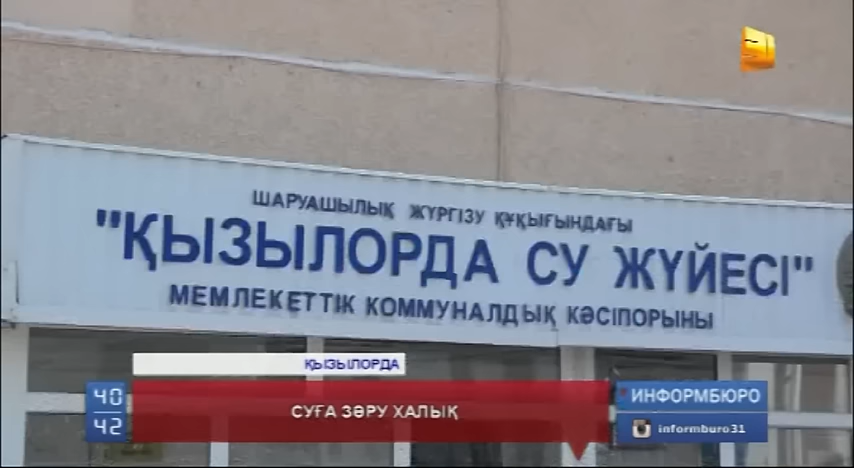 ШАРУАШЫЛЫҚ ЖҮРГІЗУ ҚҰҚЫҒЫНДАҒЫ
"ҚЫЗЫЛОРДА СУ ЖҮЙЕСІ"
МЕМЛЕКЕТТІК КОММУНАЛДЫҚ КӘСІПОРЫНЫ
ҚЫЗЫЛОРДА
40
42
СУҒА ЗӘРУ ХАЛЫҚ
ИНФОРМБЮРО
informburo31